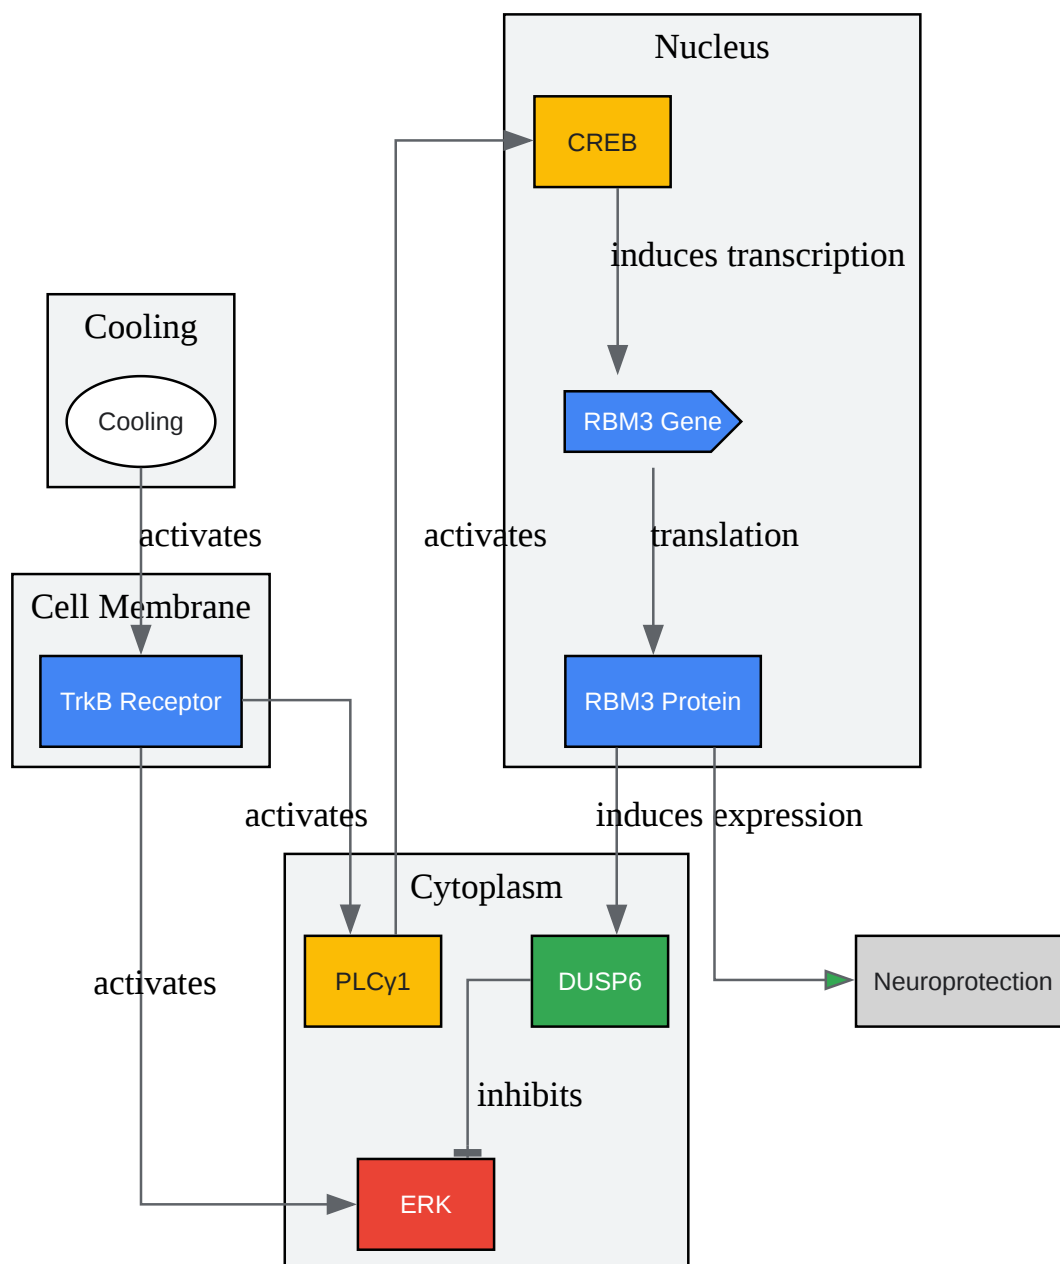 Nucleus
CREB
induces transcription
Cooling
Cooling
RBM3 Gene
activates
activates
translation
Cell Membrane
TrkB Receptor
RBM3 Protein
activates
induces expression
Cytoplasm
activates
PLCγ1
DUSP6
Neuroprotection
inhibits
ERK